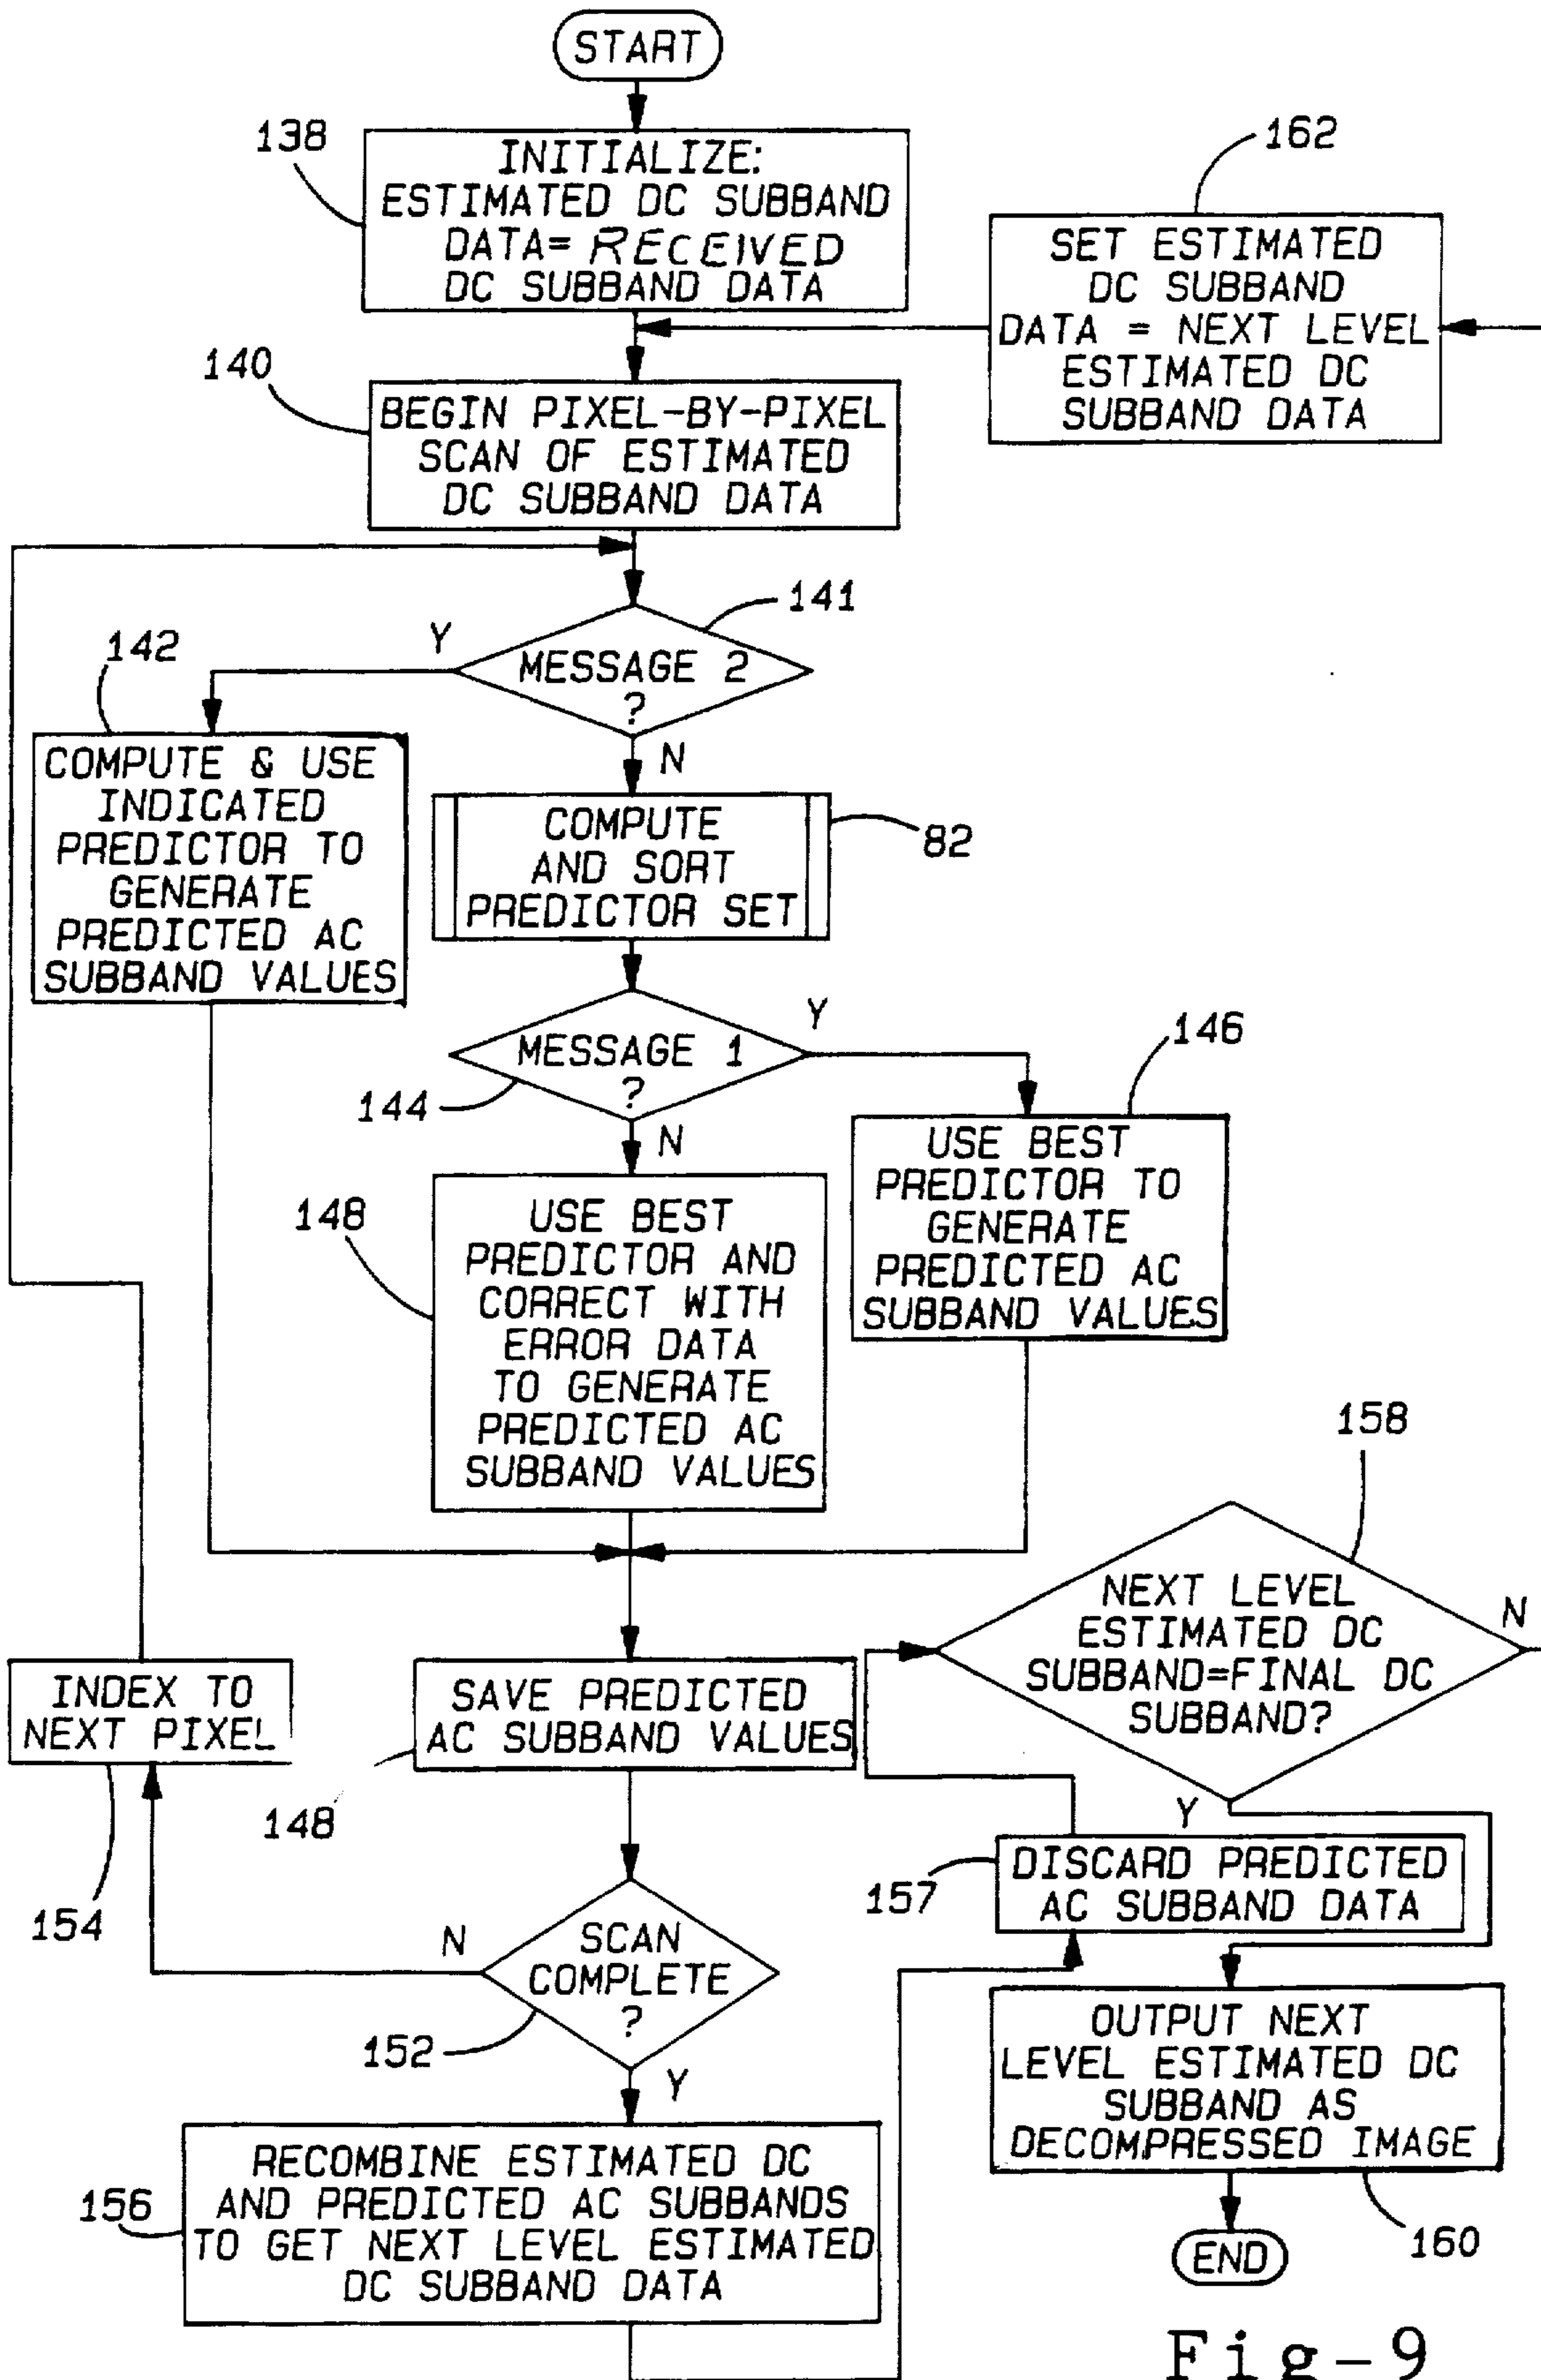 START
138
INITIALIZE:
ESTIMATED DC SUBBAND
DATA= RECEIVED
DC SUBBAND DATA
162
SET ESTIMATED
DC SUBBAND
DATA = NEXT LEVEL
ESTIMATED DC
SUBBAND DATA
140
BEGIN PIXEL-BY-PIXEL
SCAN OF ESTIMATED
DC SUBBAND DATA
141
MESSAGE 2
?
Y
N
142
COMPUTE & USE
INDICATED
PREDICTOR TO
GENERATE
PREDICTED AC
SUBBAND VALUES
COMPUTE
AND SORT
PREDICTOR SET
82
MESSAGE 1
?
Y
N
144
146
USE BEST
PREDICTOR TO
GENERATE
PREDICTED AC
SUBBAND VALUES
148
USE BEST
PREDICTOR AND
CORRECT WITH
ERROR DATA
TO GENERATE
PREDICTED AC
SUBBAND VALUES
158
NEXT LEVEL
ESTIMATED DC
SUBBAND=FINAL DC
SUBBAND?
N
Y
INDEX TO
NEXT PIXEL
154
SAVE PREDICTED
AC SUBBAND VALUES
148
157
DISCARD PREDICTED
AC SUBBAND DATA
N
SCAN
COMPLETE
?
152
Y
OUTPUT NEXT
LEVEL ESTIMATED DC
SUBBAND AS
DECOMPRESSED IMAGE
160
156
RECOMBINE ESTIMATED DC
AND PREDICTED AC SUBBANDS
TO GET NEXT LEVEL ESTIMATED
DC SUBBAND DATA
END
Fig-9